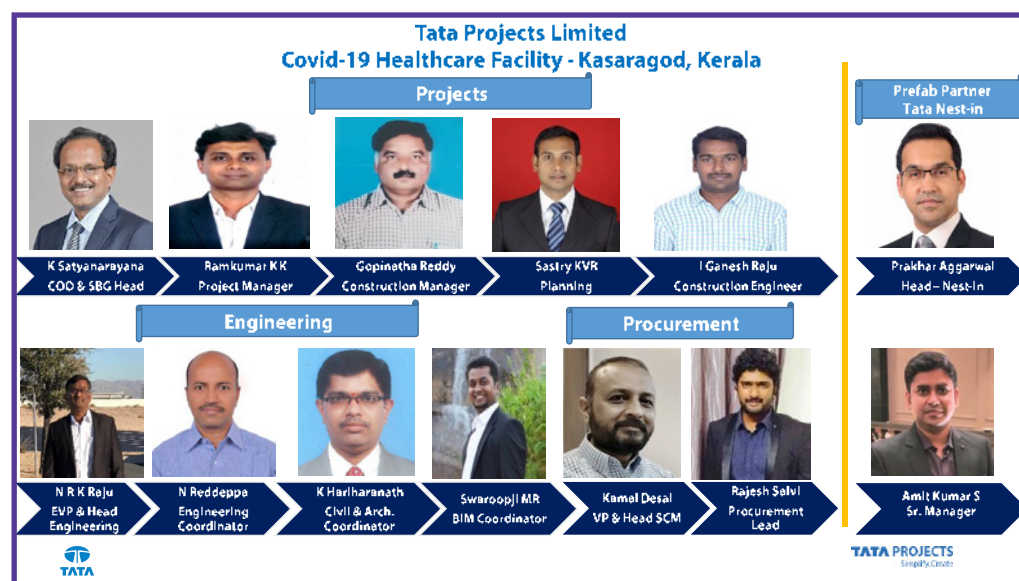 Tata Projects Limited
Covid-19 Healthcare Facility - Kasaragod, Kerala
Projects
Prefab Partner
Tata Nest-in
K Satyanarayana
COO & SBG Head
Ramkumar K K
Project Manager
Gopinatha Reddy
Construction Manager
Sastry KVR
Planning
I Ganesh Raju
Construction Engineer
Prakhar Aggarwal
Head – Nest-In
Engineering
Procurement
N R K Raju
EVP & Head
Engineering
N Reddeppa
Engineering
Coordinator
K Hariharanath
Civil & Arch.
Coordinator
Swaroopji MR
BIM Coordinator
Kamal Desai
VP & Head SCM
Rajesh Salvi
Procurement
Lead
Amit Kumar S
Sr. Manager
TATA
TATA PROJECTS
Simplify.Create